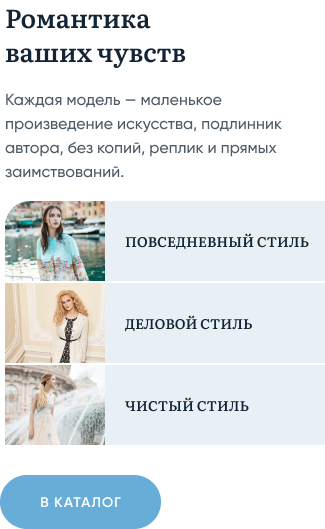 Романтика
ваших чувств
Каждая модель — маленькое
произведение искусства, подлинник
автора, без копий, реплик и прямых
заимствований.
ПОВСЕДНЕВНЫЙ СТИЛЬ
ДЕЛОВОЙ СТИЛЬ
ЧИСТЫЙ СТИЛЬ
В КАТАЛОГ